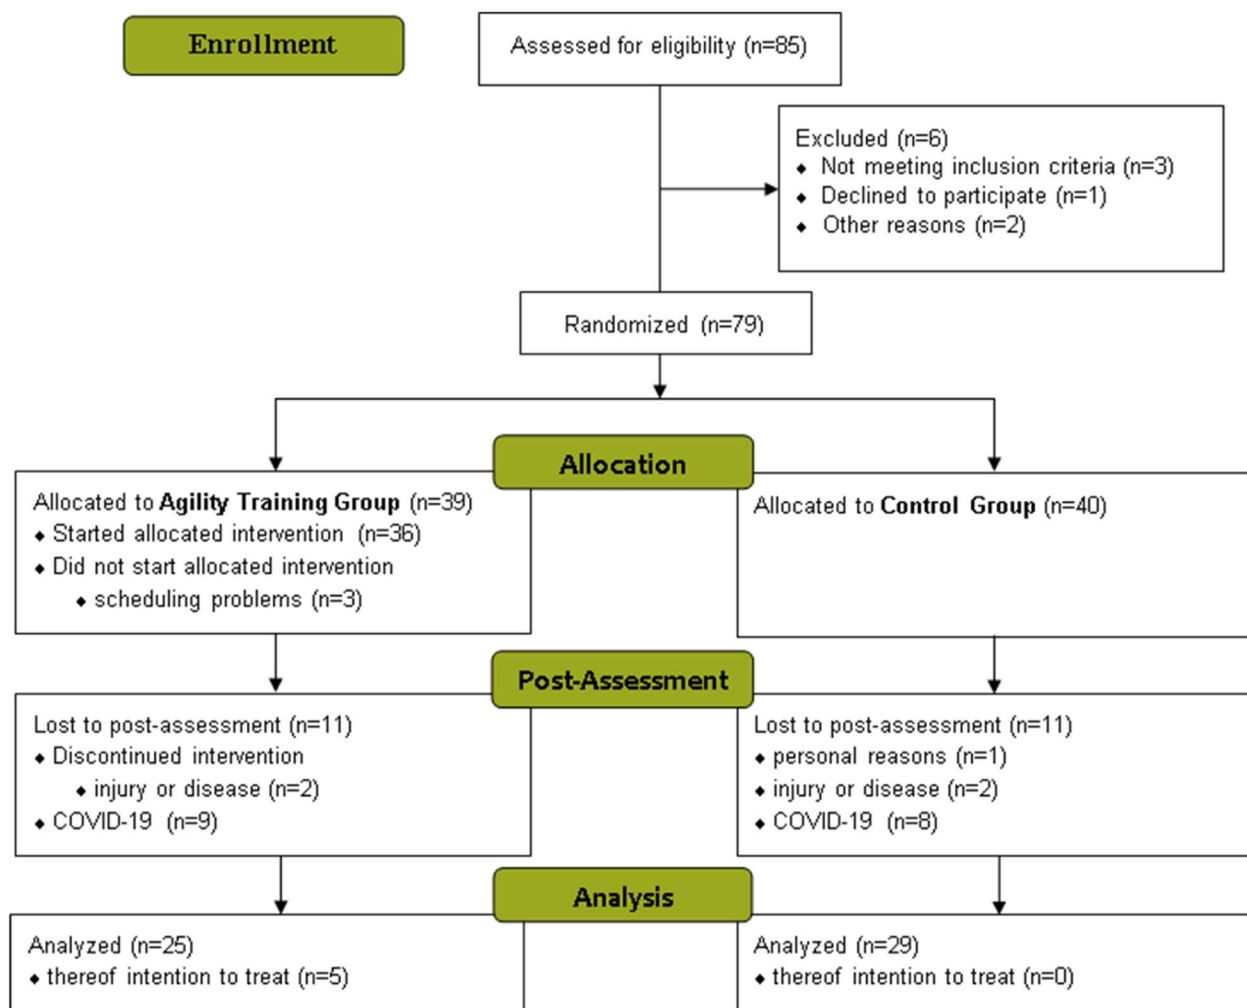 Enrollment
Assessed for eligibility (n=85)
Excluded (n=6)
⬥ Not meeting inclusion criteria (n=3)
⬥ Declined to participate (n=1)
⬥ Other reasons (n=2)
Randomized (n=79)
Allocation
Allocated to Agility Training Group (n=39)
⬥ Started allocated intervention (n=36)
⬥ Did not start allocated intervention
⬥ scheduling problems (n=3)
Allocated to Control Group (n=40)
Post-Assessment
Lost to post-assessment (n=11)
⬥ Discontinued intervention
⬥ injury or disease (n=2)
⬥ COVID-19 (n=9)
Lost to post-assessment (n=11)
⬥ personal reasons (n=1)
⬥ injury or disease (n=2)
⬥ COVID-19 (n=8)
Analysis
Analyzed (n=25)
⬥ thereof intention to treat (n=5)
Analyzed (n=29)
⬥ thereof intention to treat (n=0)